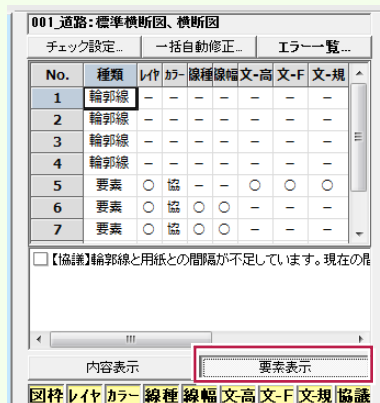 001_道路:標準横断図、横断図
チェック設定... 一括自動修正... エラー一覧...
No. 種類 ﾚｲﾔ ｶﾗｰ 線種 線幅 文-高 文-F 文-規
1 輪郭線 − − − − − − −
2 輪郭線 − − − − − − −
3 輪郭線 − − − − − − −
4 輪郭線 − − − − − − −
5 要素 ○ 協 − − ○ ○ ○
6 要素 ○ 協 ○ ○ − − −
7 要素 ○ 協 ○ ○ − − −
【協議】輪郭線と用紙との間隔が不足しています。現在の
内容表示 要素表示
図枠 レイヤ カラー 線種 線幅 文-高 文-F 文-規 協議